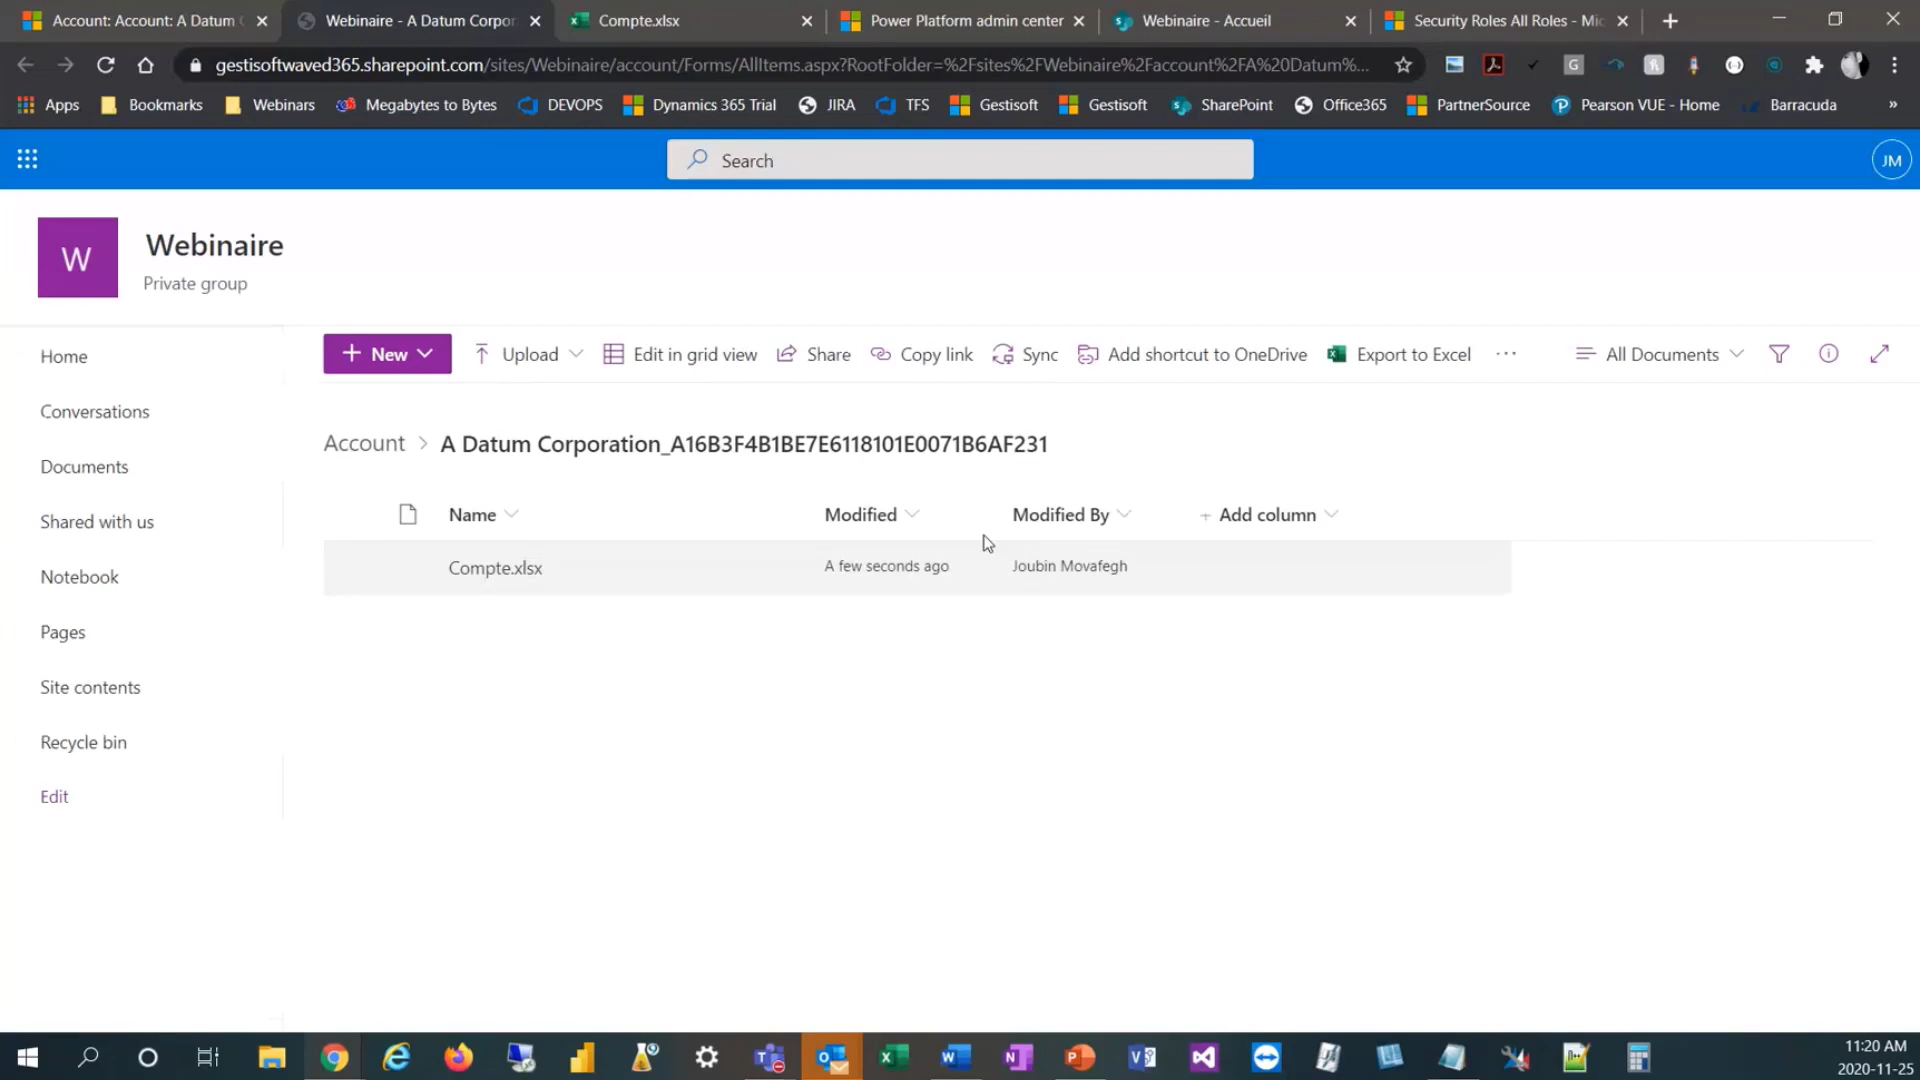 Account: Account: A Datum C
Webinaire - A Datum Corpor
Compte.xlsx
Power Platform admin center
Webinaire - Accueil
Security Roles All Roles - Mic
gestisoftwaved365.sharepoint.com/sites/Webinaire/account/Forms/AllItems.aspx?RootFolder=%2Fsites%2FWebinaire%2Faccount%2FA%20Datum%...
Apps
Bookmarks
Webinars
Megabytes to Bytes
DEVOPS
Dynamics 365 Trial
JIRA
TFS
Gestisoft
Gestisoft
SharePoint
Office365
PartnerSource
Pearson VUE - Home
Barracuda
»
Search
JM
W
Webinaire
Private group
Home
Conversations
Documents
Shared with us
Notebook
Pages
Site contents
Recycle bin
Edit
+ New
Upload
Edit in grid view
Share
Copy link
Sync
Add shortcut to OneDrive
Export to Excel
...
All Documents
Account > A Datum Corporation_A16B3F4B1BE7E6118101E0071B6AF231
Name
Modified
Modified By
+ Add column
Compte.xlsx
A few seconds ago
Joubin Movafegh
11:20 AM
2020-11-25